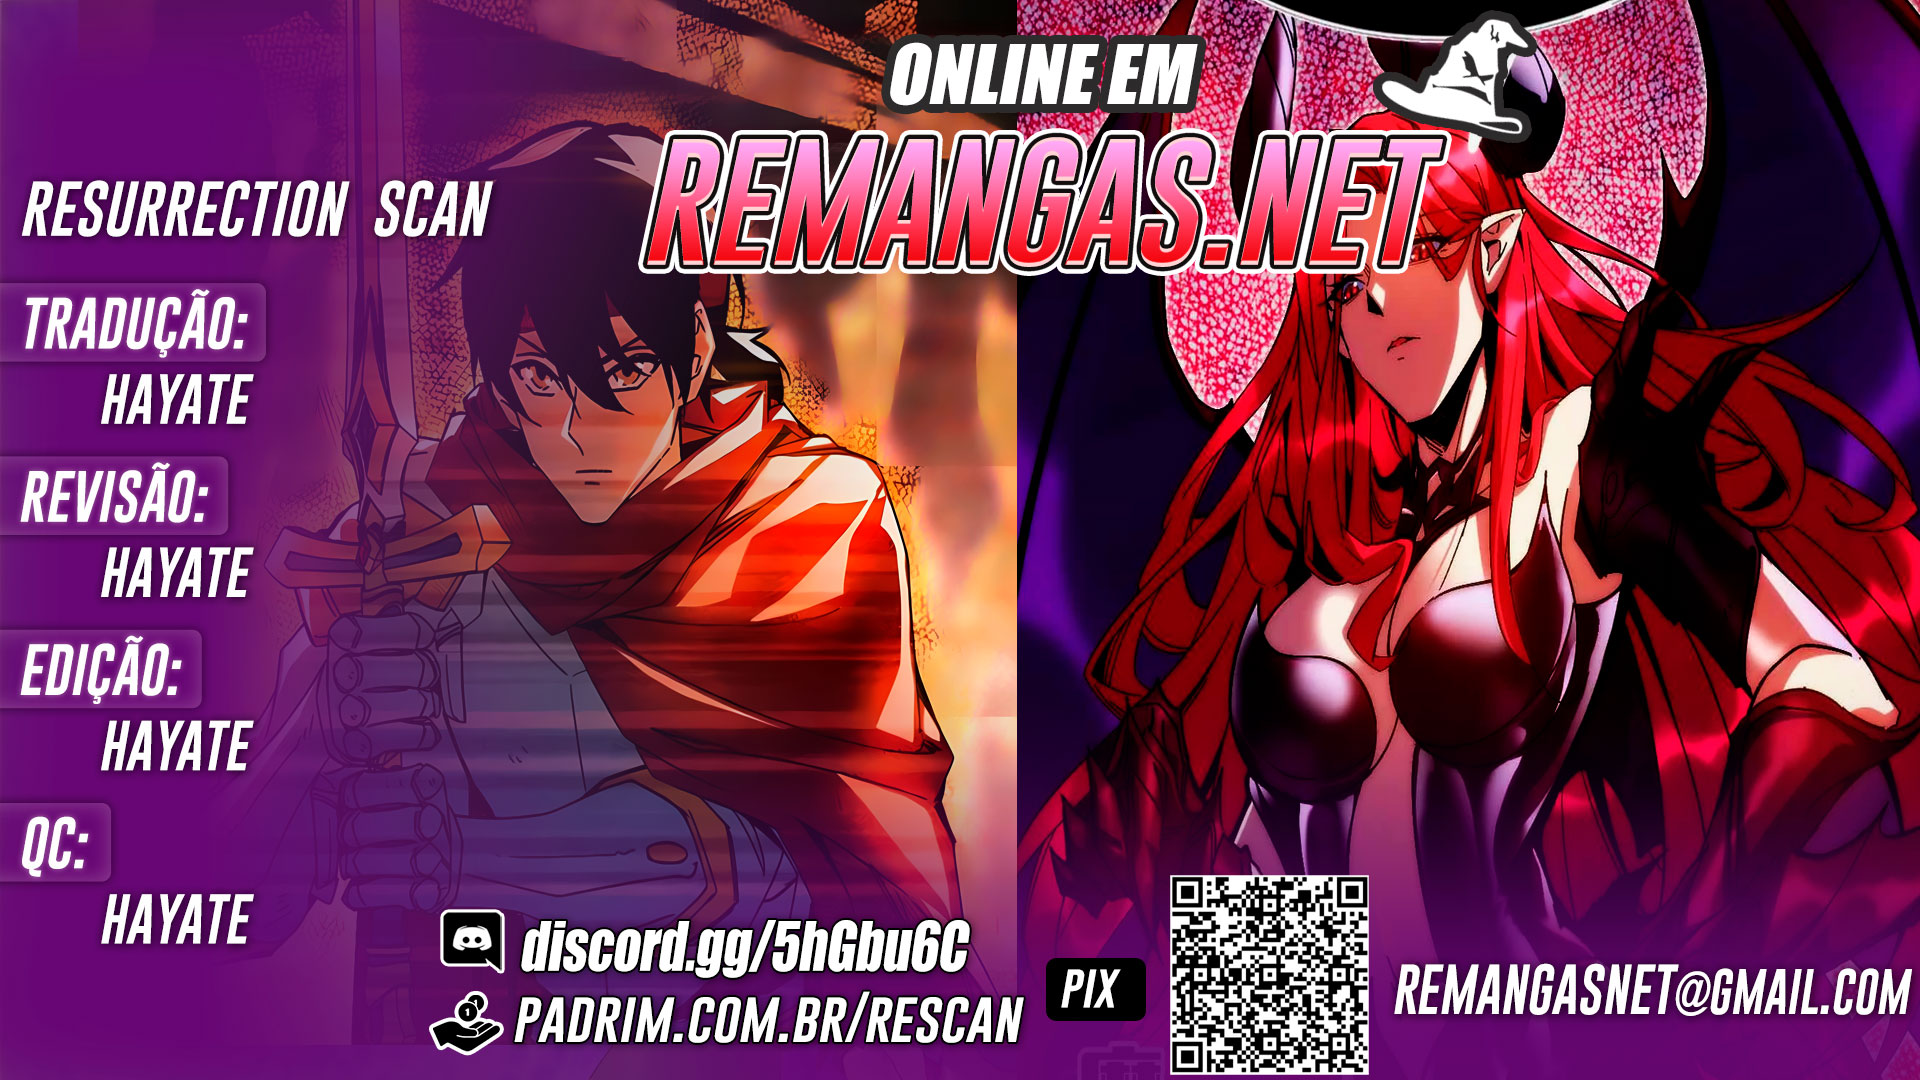 ONLINE EM
REMANGAS.NET
RESURRECTION SCAN
TRADUÇÃO:
HAYATE
REVISÃO:
HAYATE
EDIÇÃO:
HAYATE
QC:
HAYATE
discord.gg/5hGbu6C
PADRIM.COM.BR/RESCAN
PIX
REMANGASNET@GMAIL.COM